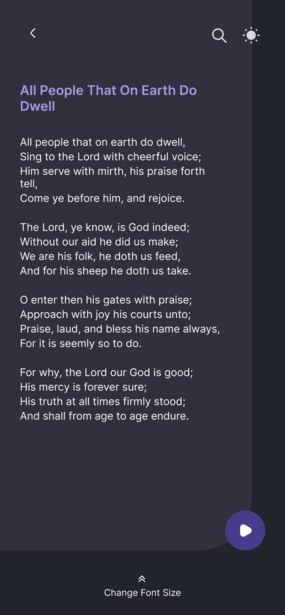 All People That On Earth Do
Dwell
All people that on earth do dwell,
Sing to the Lord with cheerful voice;
Him serve with mirth, his praise forth
tell,
Come ye before him, and rejoice.
The Lord, ye know, is God indeed;
Without our aid he did us make;
We are his folk, he doth us feed,
And for his sheep he doth us take.
O enter then his gates with praise;
Approach with joy his courts unto;
Praise, laud, and bless his name always,
For it is seemly so to do.
For why, the Lord our God is good;
His mercy is forever sure;
His truth at all times firmly stood;
And shall from age to age endure.
Change Font Size